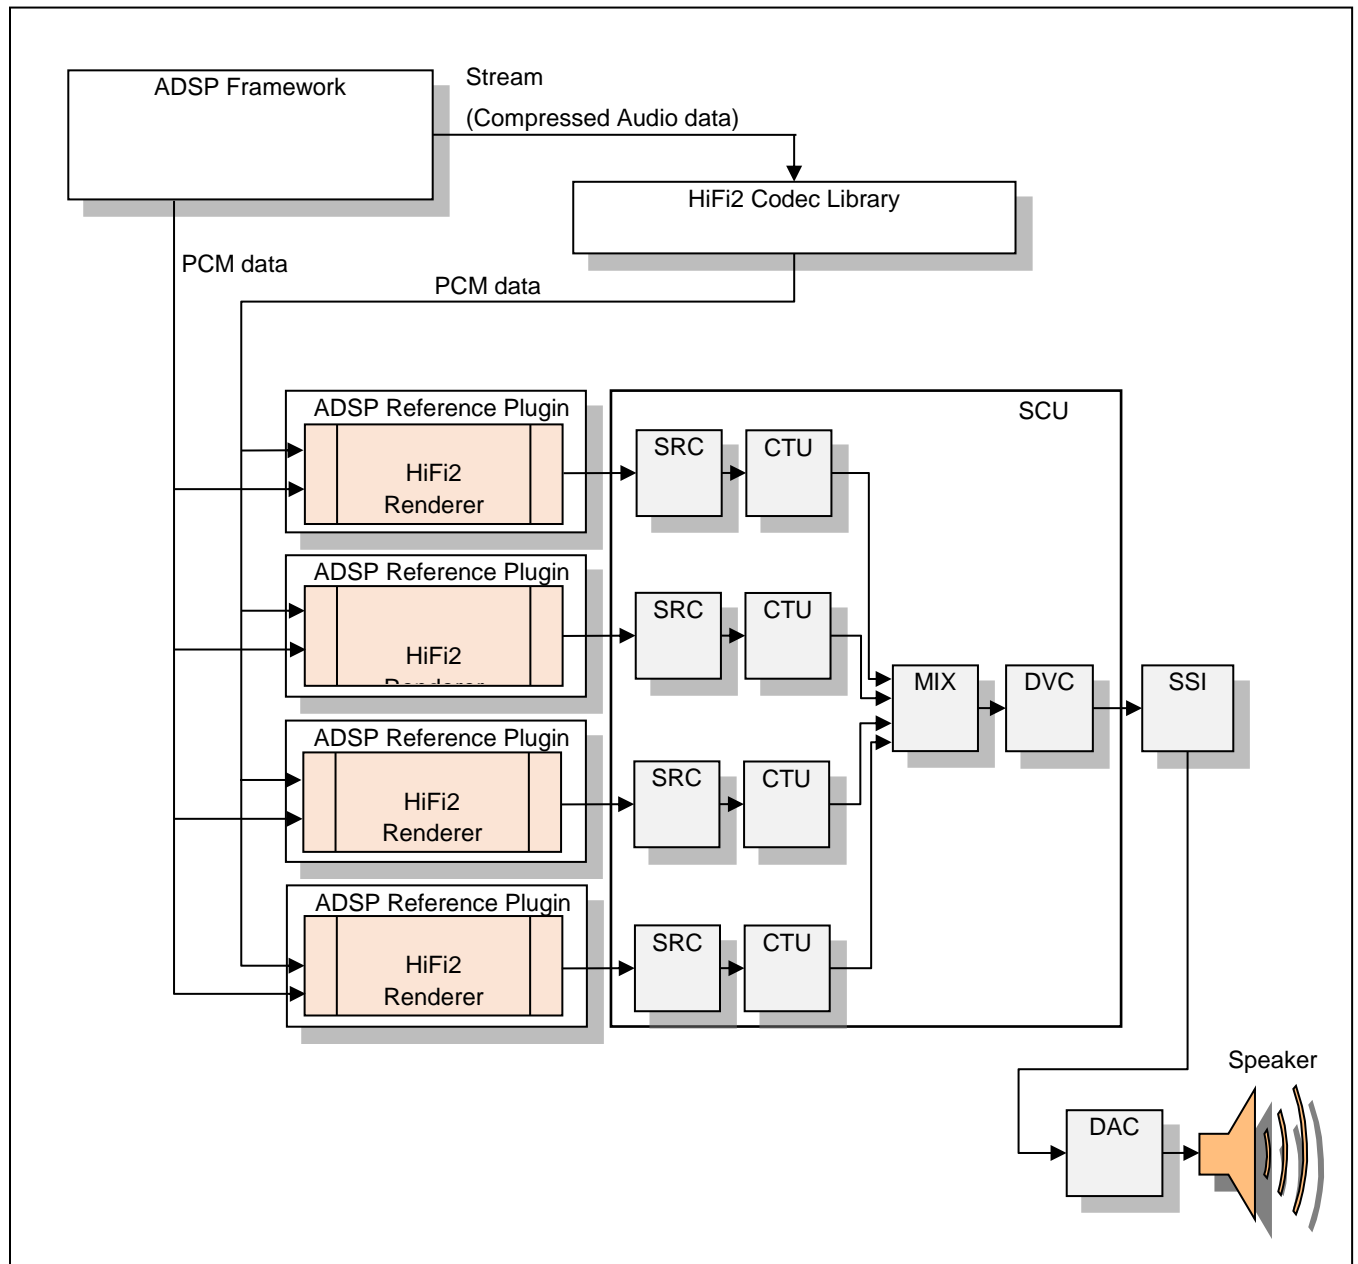 ADSP Framework
Stream
(Compressed Audio data)
HiFi2 Codec Library
PCM data
PCM data
ADSP Reference Plugin
HiFi2
Renderer
SRC
CTU
SCU
ADSP Reference Plugin
HiFi2
Renderer
SRC
CTU
MIX
DVC
SSI
ADSP Reference Plugin
HiFi2
Renderer
SRC
CTU
ADSP Reference Plugin
HiFi2
Renderer
SRC
CTU
Speaker
DAC